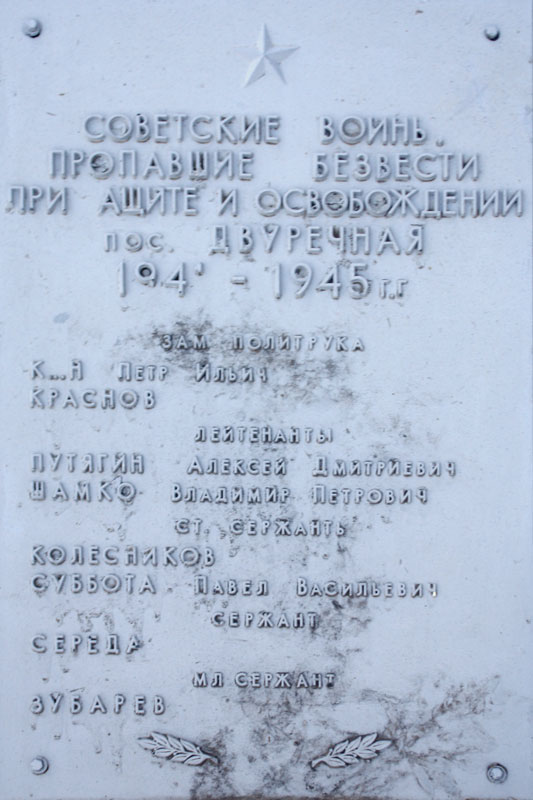 СОВЕТСКИЕ ВОИНЫ,
ПРОПАВШИЕ БЕЗВЕСТИ
ПРИ АЩИТЕ И ОСВОБОЖДЕНИИ
пос. ДВУРЕЧНАЯ
194' - 1945 г.г
ЗАМ ПОЛИТРУКА
К...Н ПЕТР ИЛЬИЧ
КРАСНОВ
ЛЕЙТЕНАНТЫ
ПУТЯГИН АЛЕКСЕЙ ДМИТРИЕВИЧ
ШАМКО ВЛАДИМИР ПЕТРОВИЧ
СТ. СЕРЖАНТЫ
КОЛЕСНИКОВ
СУББОТА ПАВЕЛ ВАСИЛЬЕВИЧ
СЕРЖАНТ
СЕРЕДА
МЛ СЕРЖАНТ
ЗУБАРЕВ